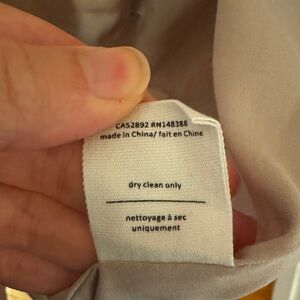 CA52892 RN148388
made in China/ fait en Chine
dry clean only
nettoyage à sec
uniquement